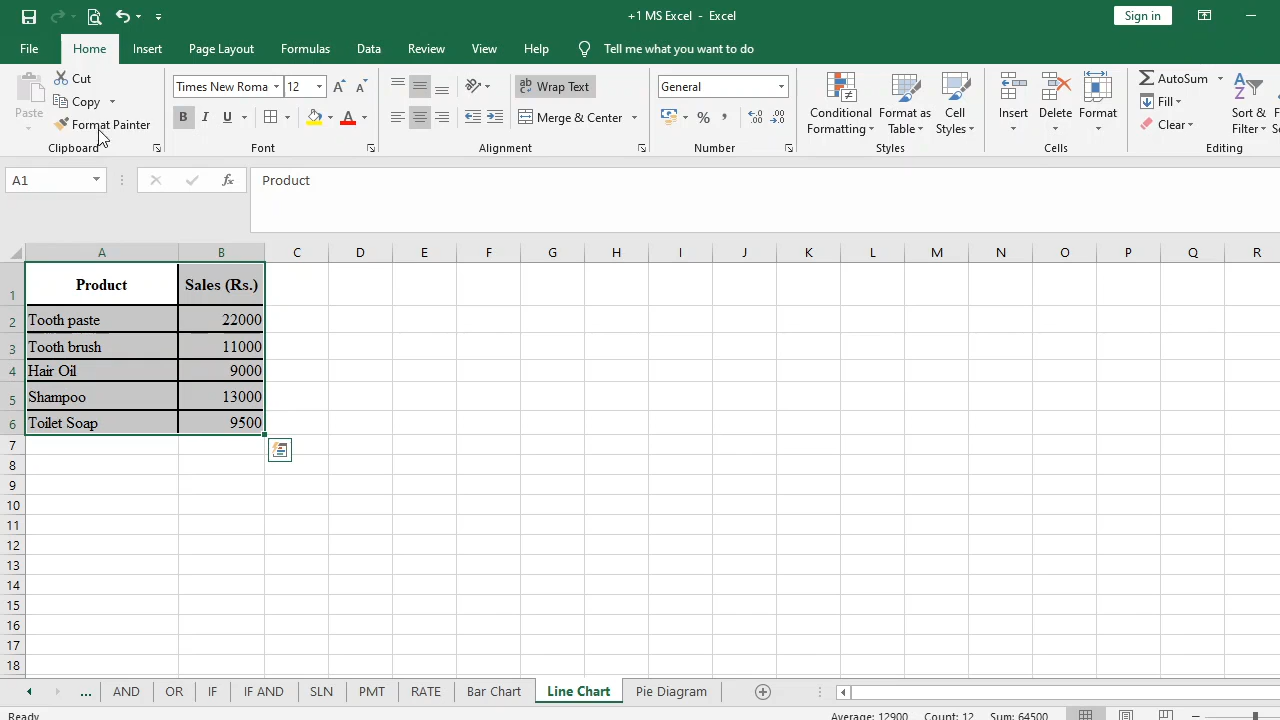 +1 MS Excel - Excel
Sign in
File Home Insert Page Layout Formulas Data Review View Help Tell me what you want to do
Paste
Cut
Copy
Format Painter
Clipboard
Times New Roma 12
B I U
Font
Wrap Text
Merge & Center
Alignment
General
%
Number
Conditional Formatting
Format as Table
Cell Styles
Styles
Insert Delete Format
Cells
AutoSum
Fill
Clear
Sort &
Filter
Editing
A1 fx Product
A B C D E F G H I J K L M N O P Q R
1 Product Sales (Rs.)
2 Tooth paste 22000
3 Tooth brush 11000
4 Hair Oil 9000
5 Shampoo 13000
6 Toilet Soap 9500
7
8
9
10
11
12
13
14
15
16
17
18
... AND OR IF IF AND SLN PMT RATE Bar Chart Line Chart Pie Diagram
Ready Average: 12900 Count: 12 Sum: 64500